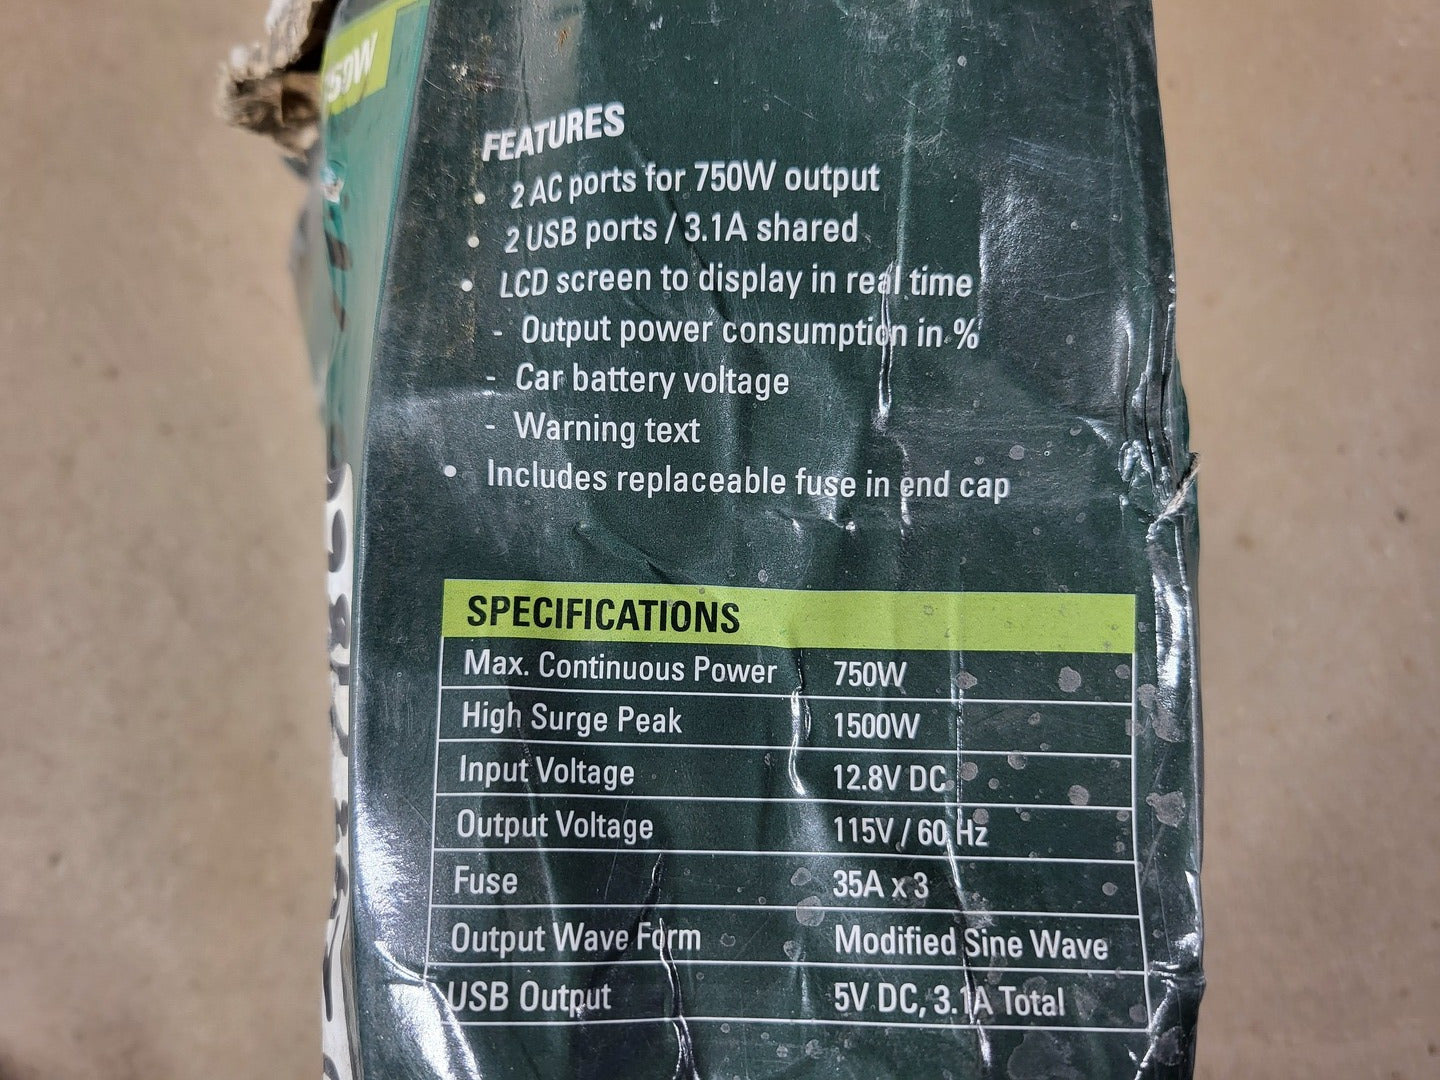 FEATURES
• 2 AC ports for 750W output
• 2 USB ports / 3.1A shared
• LCD screen to display in real time
- Output power consumption in %
- Car battery voltage
- Warning text
• Includes replaceable fuse in end cap
SPECIFICATIONS
Max. Continuous Power 750W
High Surge Peak 1500W
Input Voltage 12.8V DC
Output Voltage 115V / 60 Hz
Fuse 35A x 3
Output Wave Form Modified Sine Wave
USB Output 5V DC, 3.1A Total